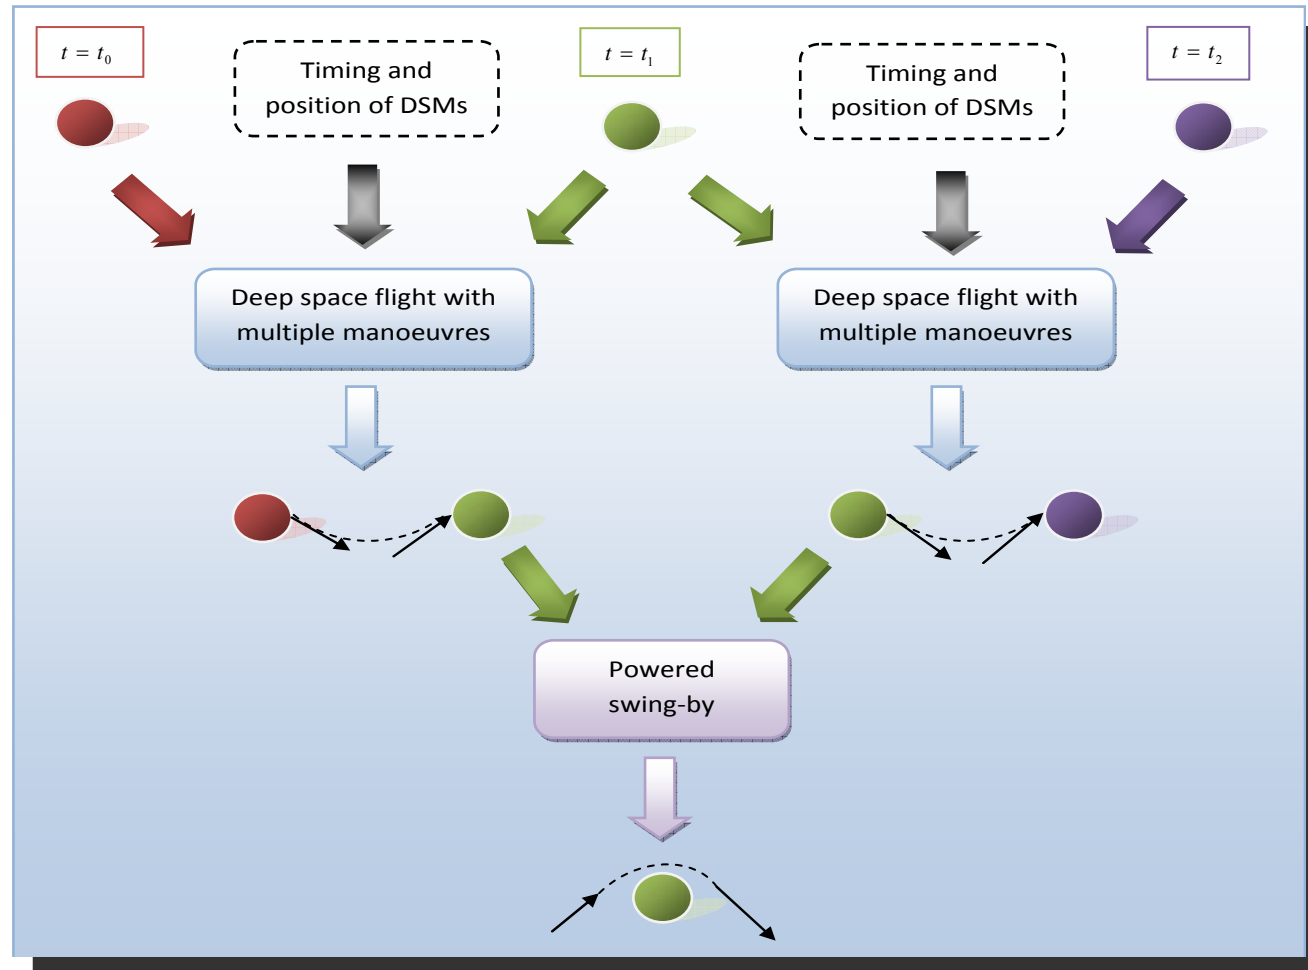 t = t₀
Timing and
position of DSMs
t = t₁
Timing and
position of DSMs
t = t₂
Deep space flight with
multiple manoeuvres
Deep space flight with
multiple manoeuvres
Powered
swing-by